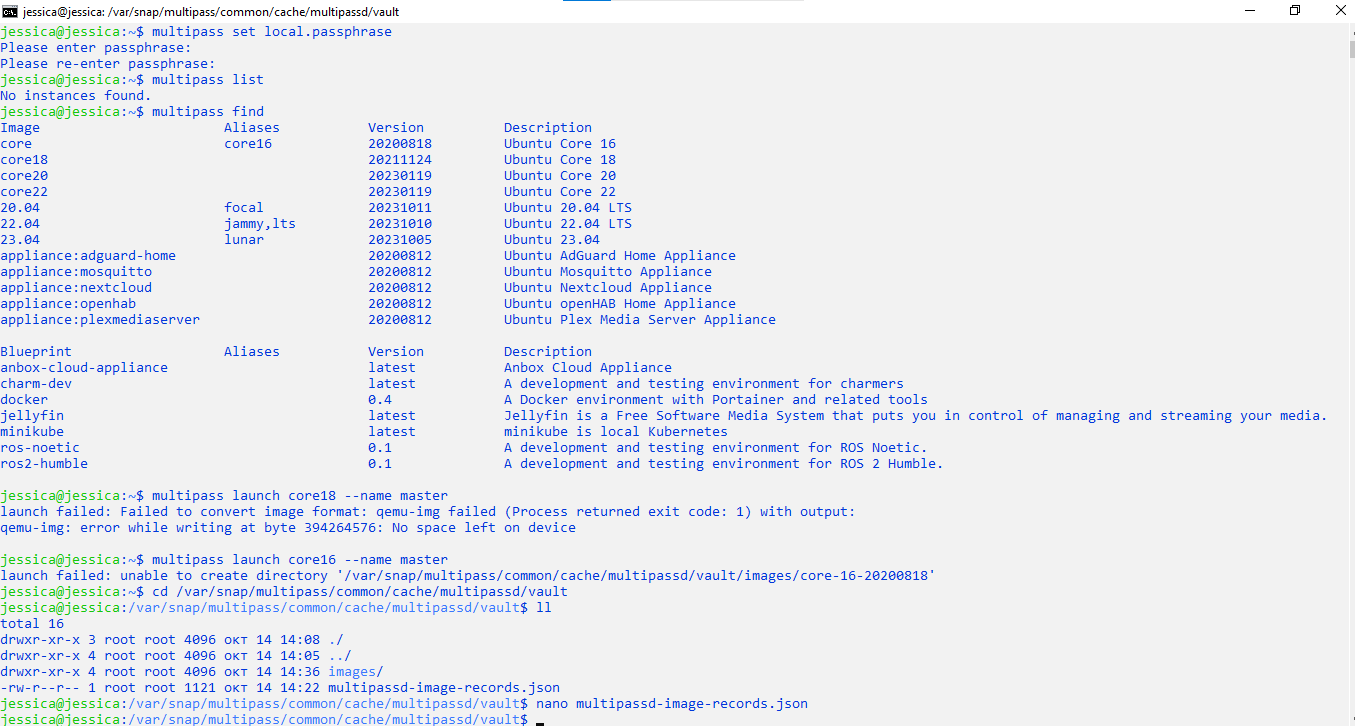 jessica@jessica: /var/snap/multipass/common/cache/multipassd/vault
jessica@jessica:~$ multipass set local.passphrase
Please enter passphrase:
Please re-enter passphrase:
jessica@jessica:~$ multipass list
No instances found.
jessica@jessica:~$ multipass find
Image                       Aliases           Version          Description
core                        core16            20200818         Ubuntu Core 16
core18                                        20211124         Ubuntu Core 18
core20                                        20230119         Ubuntu Core 20
core22                                        20230119         Ubuntu Core 22
20.04                       focal             20231011         Ubuntu 20.04 LTS
22.04                       jammy,lts         20231010         Ubuntu 22.04 LTS
23.04                       lunar             20231005         Ubuntu 23.04
appliance:adguard-home                        20200812         Ubuntu AdGuard Home Appliance
appliance:mosquitto                           20200812         Ubuntu Mosquitto Appliance
appliance:nextcloud                           20200812         Ubuntu Nextcloud Appliance
appliance:openhab                             20200812         Ubuntu openHAB Home Appliance
appliance:plexmediaserver                     20200812         Ubuntu Plex Media Server Appliance
Blueprint                   Aliases           Version          Description
anbox-cloud-appliance                         latest           Anbox Cloud Appliance
charm-dev                                     latest           A development and testing environment for charmers
docker                                        0.4              A Docker environment with Portainer and related tools
jellyfin                                      latest           Jellyfin is a Free Software Media System that puts you in control of managing and streaming your media.
minikube                                      latest           minikube is local Kubernetes
ros-noetic                                    0.1              A development and testing environment for ROS Noetic.
ros2-humble                                   0.1              A development and testing environment for ROS 2 Humble.
jessica@jessica:~$ multipass launch core18 --name master
launch failed: Failed to convert image format: qemu-img failed (Process returned exit code: 1) with output:
qemu-img: error while writing at byte 394264576: No space left on device
jessica@jessica:~$ multipass launch core16 --name master
launch failed: unable to create directory '/var/snap/multipass/common/cache/multipassd/vault/images/core-16-20200818'
jessica@jessica:~$ cd /var/snap/multipass/common/cache/multipassd/vault
jessica@jessica:/var/snap/multipass/common/cache/multipassd/vault$ ll
total 16
drwxr-xr-x 3 root root 4096 окт 14 14:08 ./
drwxr-xr-x 4 root root 4096 окт 14 14:05 ../
drwxr-xr-x 4 root root 4096 окт 14 14:36 images/
-rw-r--r-- 1 root root 1121 окт 14 14:22 multipassd-image-records.json
jessica@jessica:/var/snap/multipass/common/cache/multipassd/vault$ nano multipassd-image-records.json
jessica@jessica:/var/snap/multipass/common/cache/multipassd/vault$